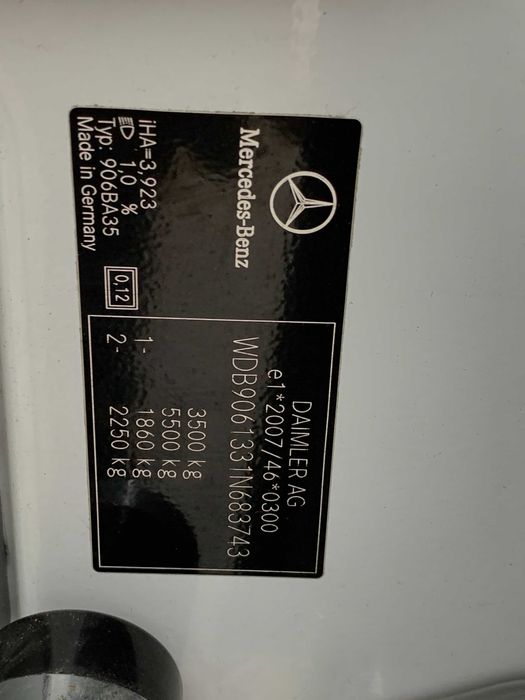 Mercedes-Benz
iHA=3,923
1,0 %
Typ: 906BA35
Made in Germany
0,12
DAIMLER AG
e1*2007/46*0300
WDB9061331N683743
3500 kg
5500 kg
1- 1860 kg
2- 2250 kg